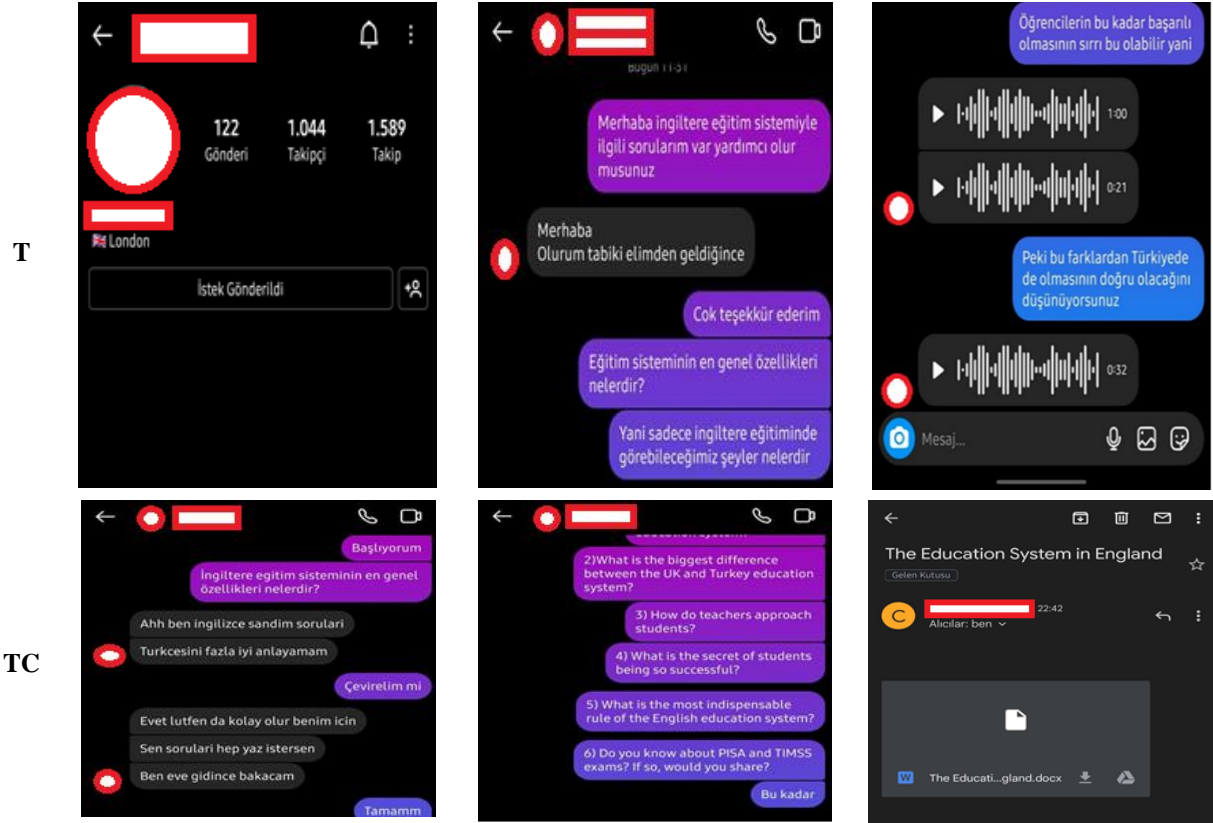 T
122 1.044 1.589
Gönderi Takipçi Takip
London
İstek Gönderildi
Bugün 11:51
Merhaba ingiltere eğitim sistemiyle
ilgili sorularım var yardımcı olur
musunuz
Merhaba
Olurum tabiki elimden geldiğince
Cok teşekkür ederim
Eğitim sisteminin en genel özellikleri
nelerdir?
Yani sadece ingiltere eğitiminde
görebileceğimiz şeyler nelerdir
Öğrencilerin bu kadar başarılı
olmasının sırrı bu olabilir yani
1:00
0:21
Peki bu farklardan Türkiyede
de olmasının doğru olacağını
düşünüyorsunuz
0:32
Mesaj...
TC
Başlıyorum
İngiltere egitim sisteminin en genel
özellikleri nelerdir?
Ahh ben ingilizce sandim sorulari
Turkcesini fazla iyi anlayamam
Çevirelim mi
Evet lutfen da kolay olur benim icin
Sen sorulari hep yaz istersen
Ben eve gidince bakacam
Tamamm
education system?
2)What is the biggest difference
between the UK and Turkey education
system?
3) How do teachers approach
students?
4) What is the secret of students
being so successful?
5) What is the most indispensable
rule of the English education system?
6) Do you know about PISA and TIMSS
exams? If so, would you share?
Bu kadar
The Education System in England
Gelen Kutusu
C
22:42
Alıcılar: ben
W The Educati...gland.docx